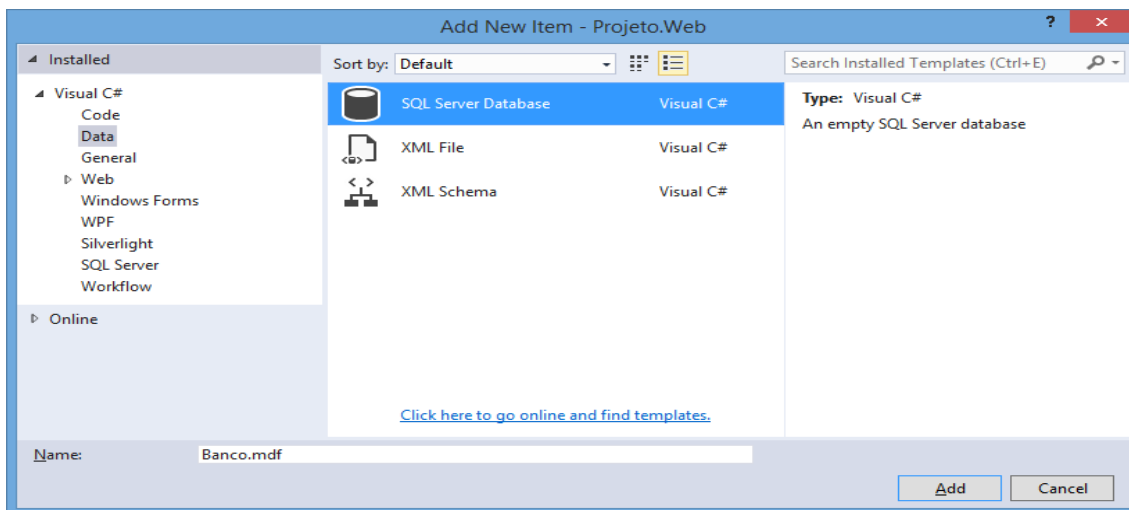 Add New Item - Projeto.Web
?
Installed
Sort by: Default
Search Installed Templates (Ctrl+E)
Visual C#
Code
Data
General
Web
Windows Forms
WPF
Silverlight
SQL Server
Workflow
Online
SQL Server Database Visual C#
XML File Visual C#
XML Schema Visual C#
Click here to go online and find templates.
Type: Visual C#
An empty SQL Server database
Name: Banco.mdf
Add Cancel